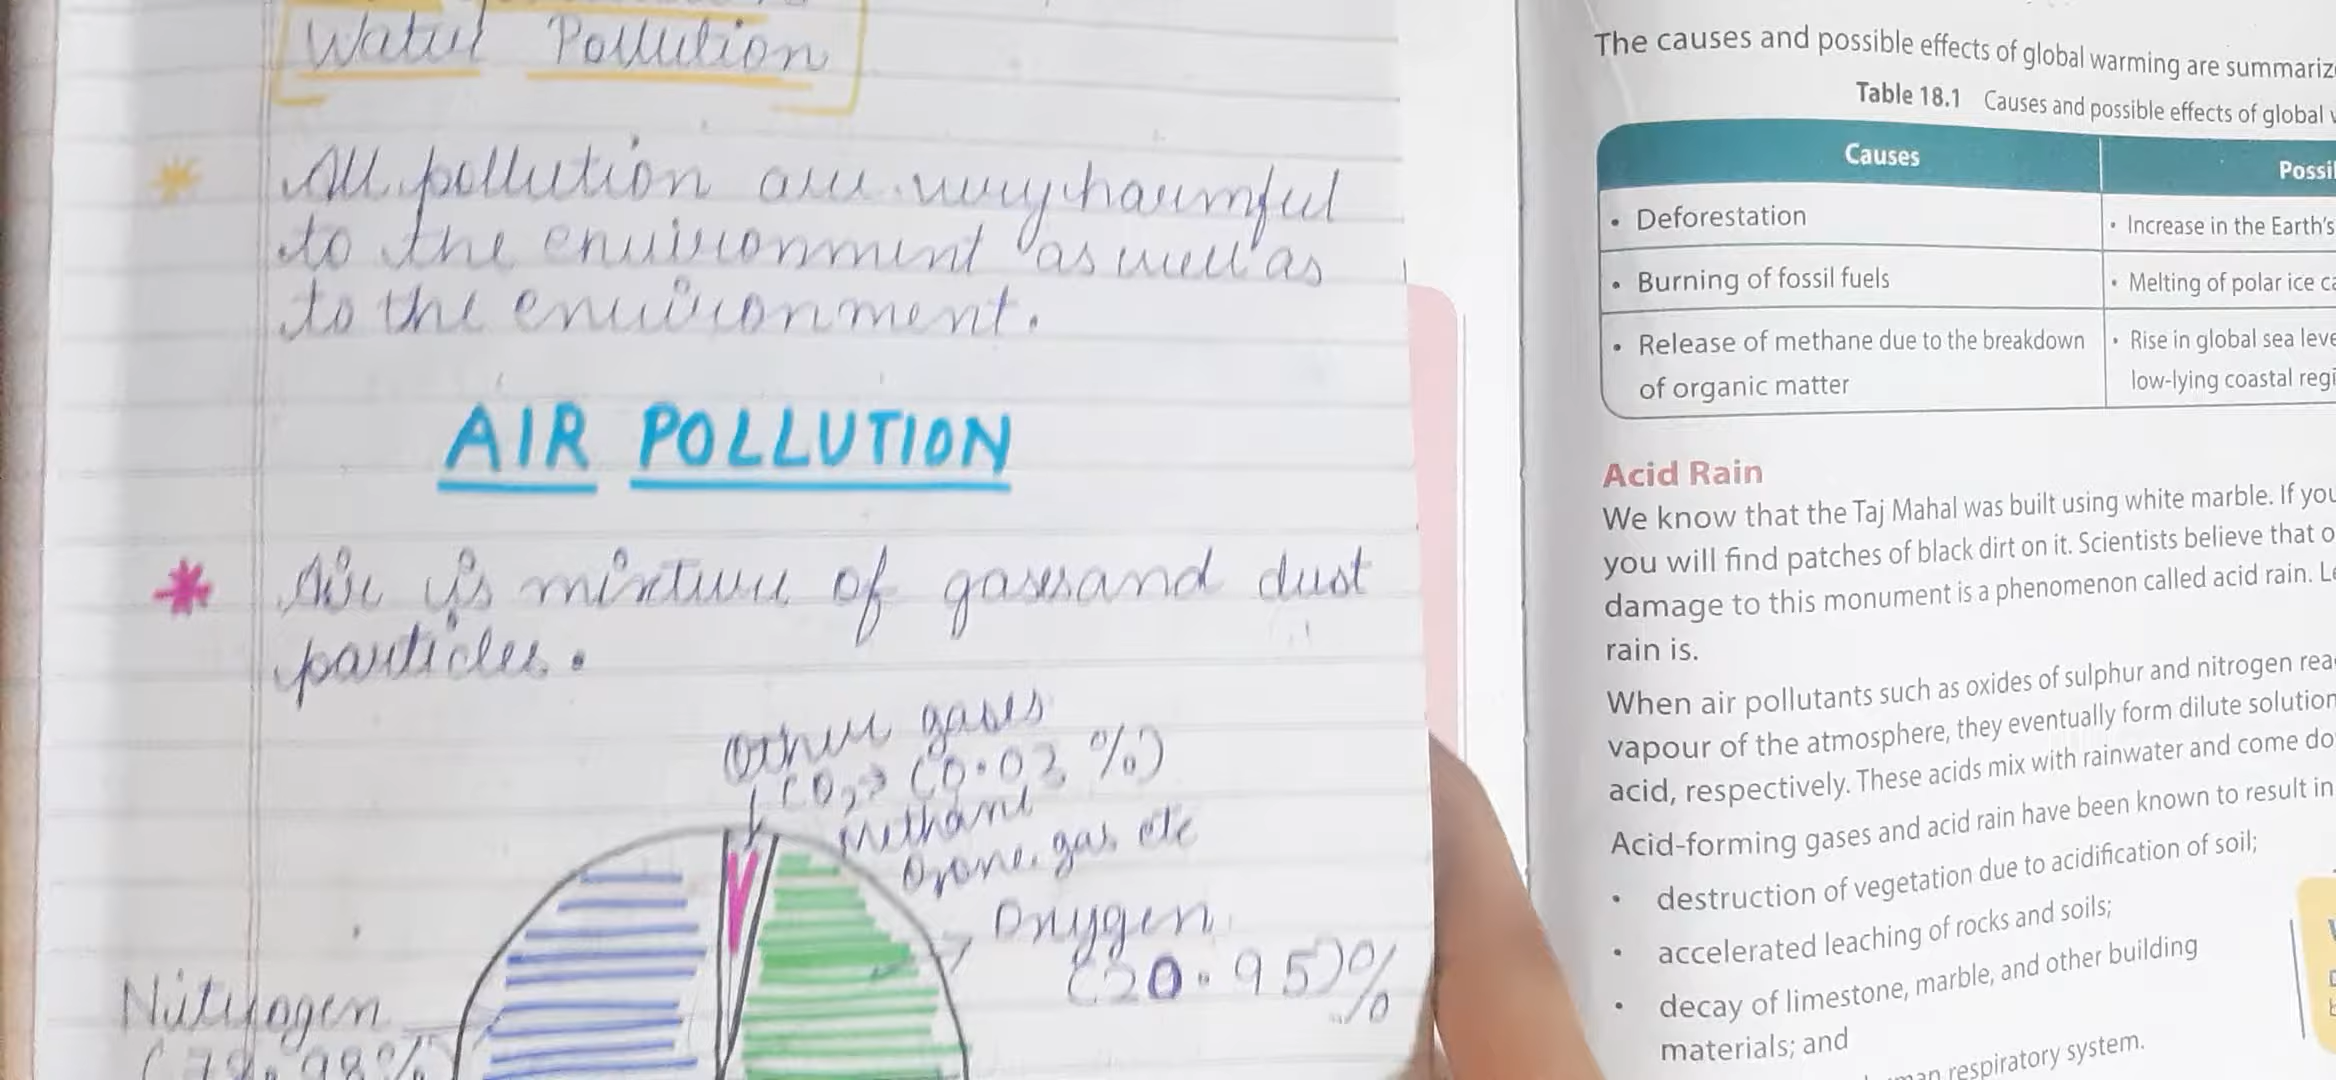 Water Pollution
All pollution are very harmful
to the environment as well as
to the environment.
AIR POLLUTION
Air is mixture of gases and dust
particles.
Other gases
CO2→ (0.03 %)
Methane
Ozone gas etc
Oxygen
(20.95)%
Nitrogen
The causes and possible effects of global warming are summariz
Table 18.1 Causes and possible effects of global
Causes
Possi
• Deforestation
• Increase in the Earth's
• Burning of fossil fuels
• Melting of polar ice ca
• Release of methane due to the breakdown
of organic matter
• Rise in global sea leve
low-lying coastal regi
Acid Rain
We know that the Taj Mahal was built using white marble. If you
you will find patches of black dirt on it. Scientists believe that o
damage to this monument is a phenomenon called acid rain. Le
rain is.
When air pollutants such as oxides of sulphur and nitrogen rea
vapour of the atmosphere, they eventually form dilute solution
acid, respectively. These acids mix with rainwater and come do
Acid-forming gases and acid rain have been known to result in
• destruction of vegetation due to acidification of soil;
• accelerated leaching of rocks and soils;
• decay of limestone, marble, and other building
materials; and
man respiratory system.